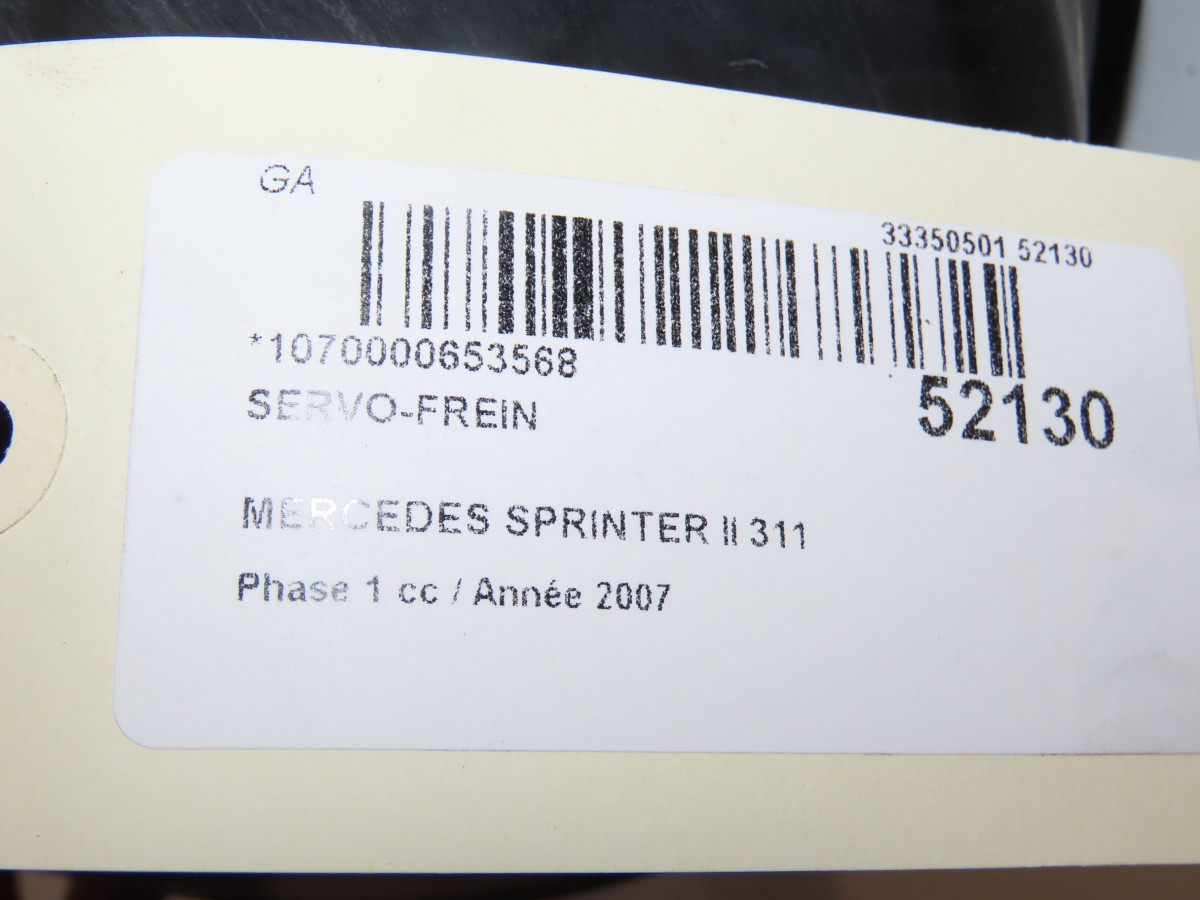 GA
33350501 52130
*1070000653568
52130
SERVO-FREIN
MERCEDES SPRINTER II 311
Phase 1 cc / Année 2007